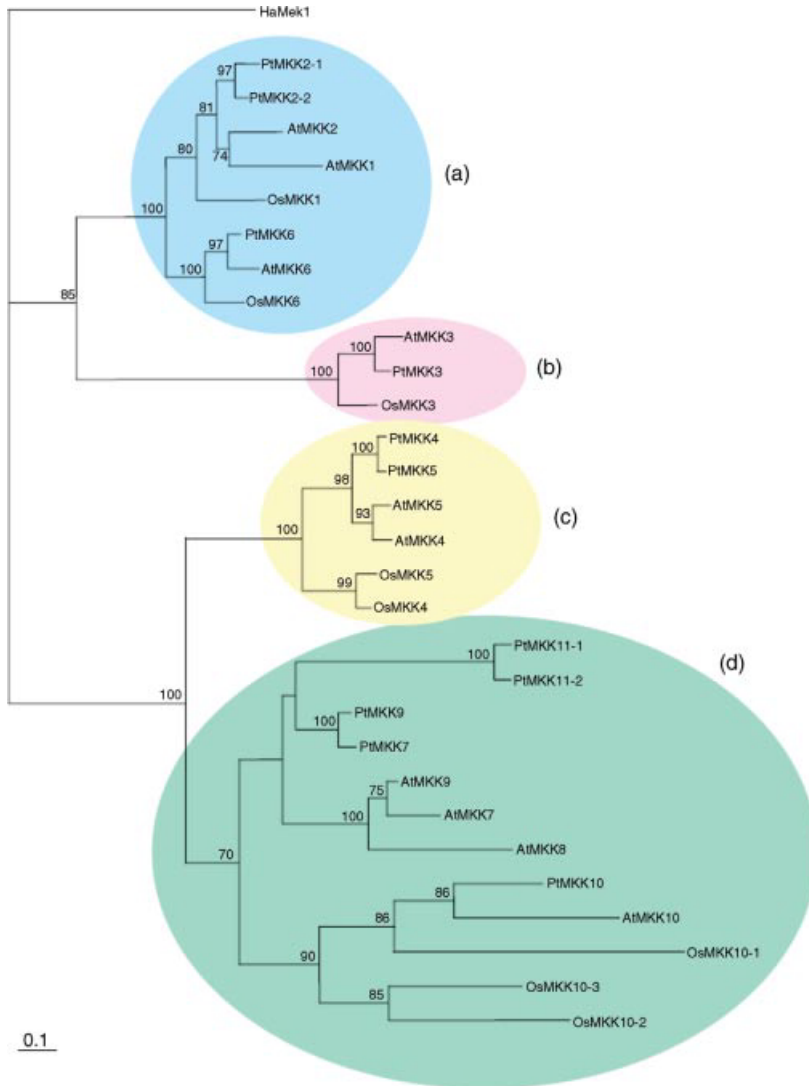 HaMek1
97
PtMKK2-1
PtMKK2-2
81
AtMKK2
80
74
AtMKK1
(a)
OsMKK1
100
PtMKK6
97
AtMKK6
100
OsMKK6
85
AtMKK3
100
PtMKK3
(b)
100
OsMKK3
PtMKK4
100
PtMKK5
98
AtMKK5
93
(c)
100
AtMKK4
OsMKK5
99
OsMKK4
PtMKK11-1
100
(d)
PtMKK11-2
100
PtMKK9
100
PtMKK7
AtMKK9
75
AtMKK7
100
AtMKK8
70
PtMKK10
86
AtMKK10
86
OsMKK10-1
90
OsMKK10-3
85
OsMKK10-2
0.1